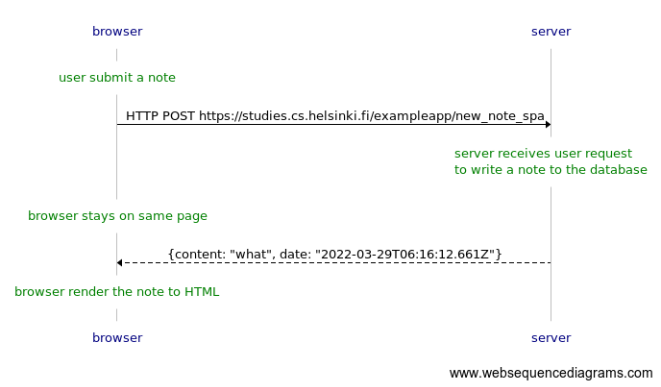 browser server
user submit a note
HTTP POST https://studies.cs.helsinki.fi/exampleapp/new_note_spa
server receives user request
to write a note to the database
browser stays on same page
{content: "what", date: "2022-03-29T06:16:12.661Z"}
browser render the note to HTML
browser server
www.websequencediagrams.com